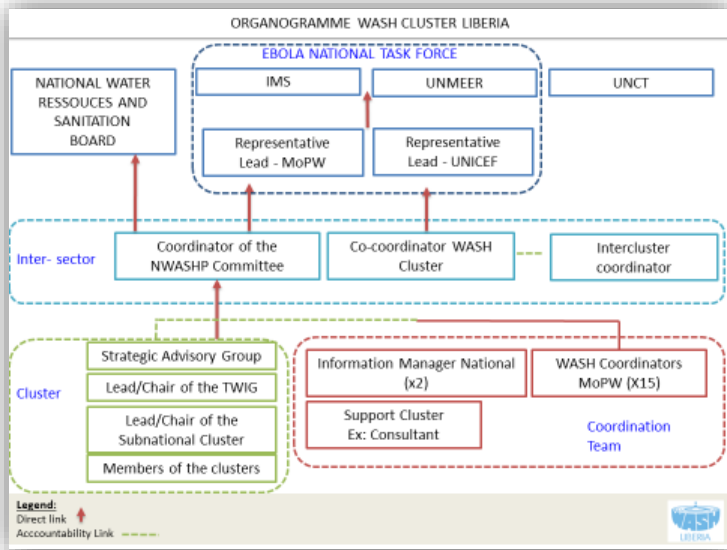 ORGANOGRAMME WASH CLUSTER LIBERIA
EBOLA NATIONAL TASK FORCE
NATIONAL WATER
RESSOUCES AND
SANITATION
BOARD
IMS
UNMEER
UNCT
Representative
Lead - MoPW
Representative
Lead - UNICEF
Inter- sector
Coordinator of the
NWASHP Committee
Co-coordinator WASH
Cluster
Intercluster
coordinator
Cluster
Strategic Advisory Group
Lead/Chair of the TWIG
Lead/Chair of the
Subnational Cluster
Members of the clusters
Information Manager National
(x2)
WASH Coordinators
MoPW (X15)
Support Cluster
Ex: Consultant
Coordination
Team
Legend:
Direct link
Acccountability Link
WASH
LIBERIA